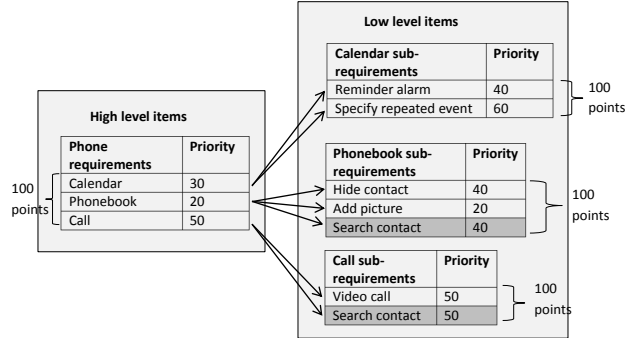 Low level items
Calendar sub-requirements Priority
Reminder alarm 40
Specify repeated event 60
100 points
High level items
Phone requirements Priority
Calendar 30
Phonebook 20
Call 50
100 points
Phonebook sub-requirements Priority
Hide contact 40
Add picture 20
Search contact 40
100 points
Call sub-requirements Priority
Video call 50
Search contact 50
100 points